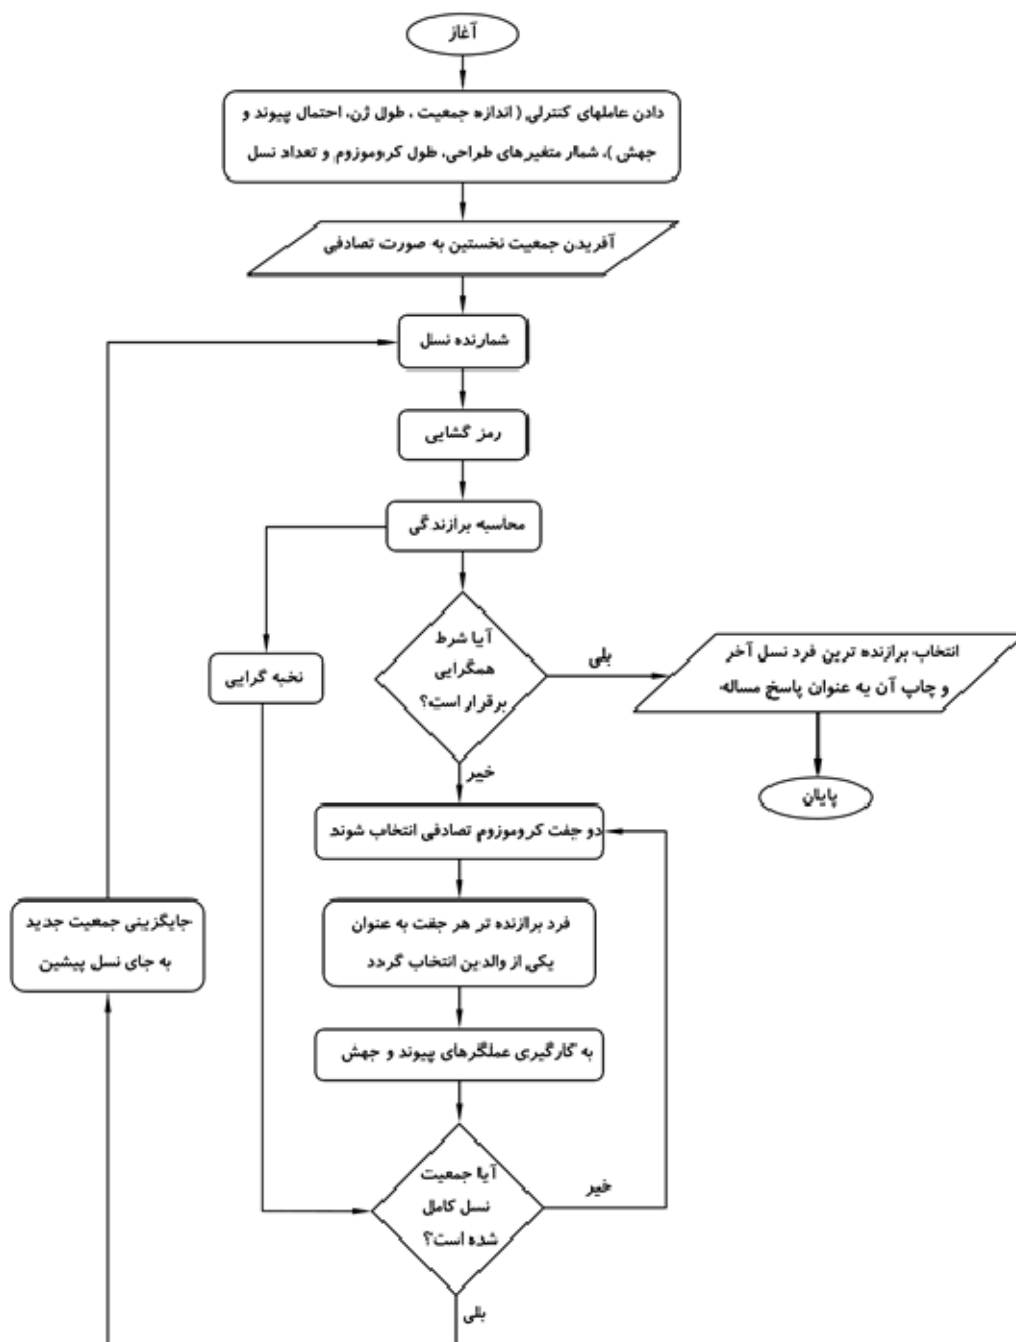 آغاز
دادن عاملهای کنترلی ( اندازه جمعیت ، طول ژن، احتمال پیوند و
جهش )، شمار متغیرهای طراحی، طول کروموزوم و تعداد نسل
آفریدن جمعیت نخستین به صورت تصادفی
شمارنده نسل
رمز گشایی
محاسبه برازندگی
نخبه گرایی
آیا شرط
همگرایی
برقرار است؟
بلی
انتخاب برازنده ترین فرد نسل آخر
و چاپ آن به عنوان پاسخ مساله
پایان
خیر
دو جفت کروموزوم تصادفی انتخاب شوند
فرد برازنده تر هر جفت به عنوان
یکی از والدین انتخاب گردد
به کارگیری عملگرهای پیوند و جهش
آیا جمعیت
نسل کامل
شده است؟
خیر
بلی
جایگزینی جمعیت جدید
به جای نسل پیشین